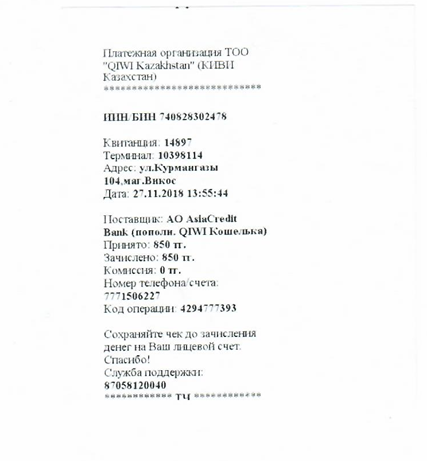 Платежная организация ТОО
"QIWI Kazakhstan" (КИВИ
Казахстан)
************************
ИИН/БИН 740828302478
Квитанция: 14897
Терминал: 10398114
Адрес: ул.Курмангазы
104,маг.Викос
Дата: 27.11.2018 13:55:44
Поставщик: АО AsiaCredit
Bank (пополн. QIWI Кошелька)
Принято: 850 тг.
Зачислено: 850 тг.
Комиссия: 0 тг.
Номер телефона/счета:
7771506227
Код операции: 4294777393
Сохраняйте чек до зачисления
денег на Ваш лицевой счет.
Спасибо!
Служба поддержки:
87058120040
*********** ТЧ ***********